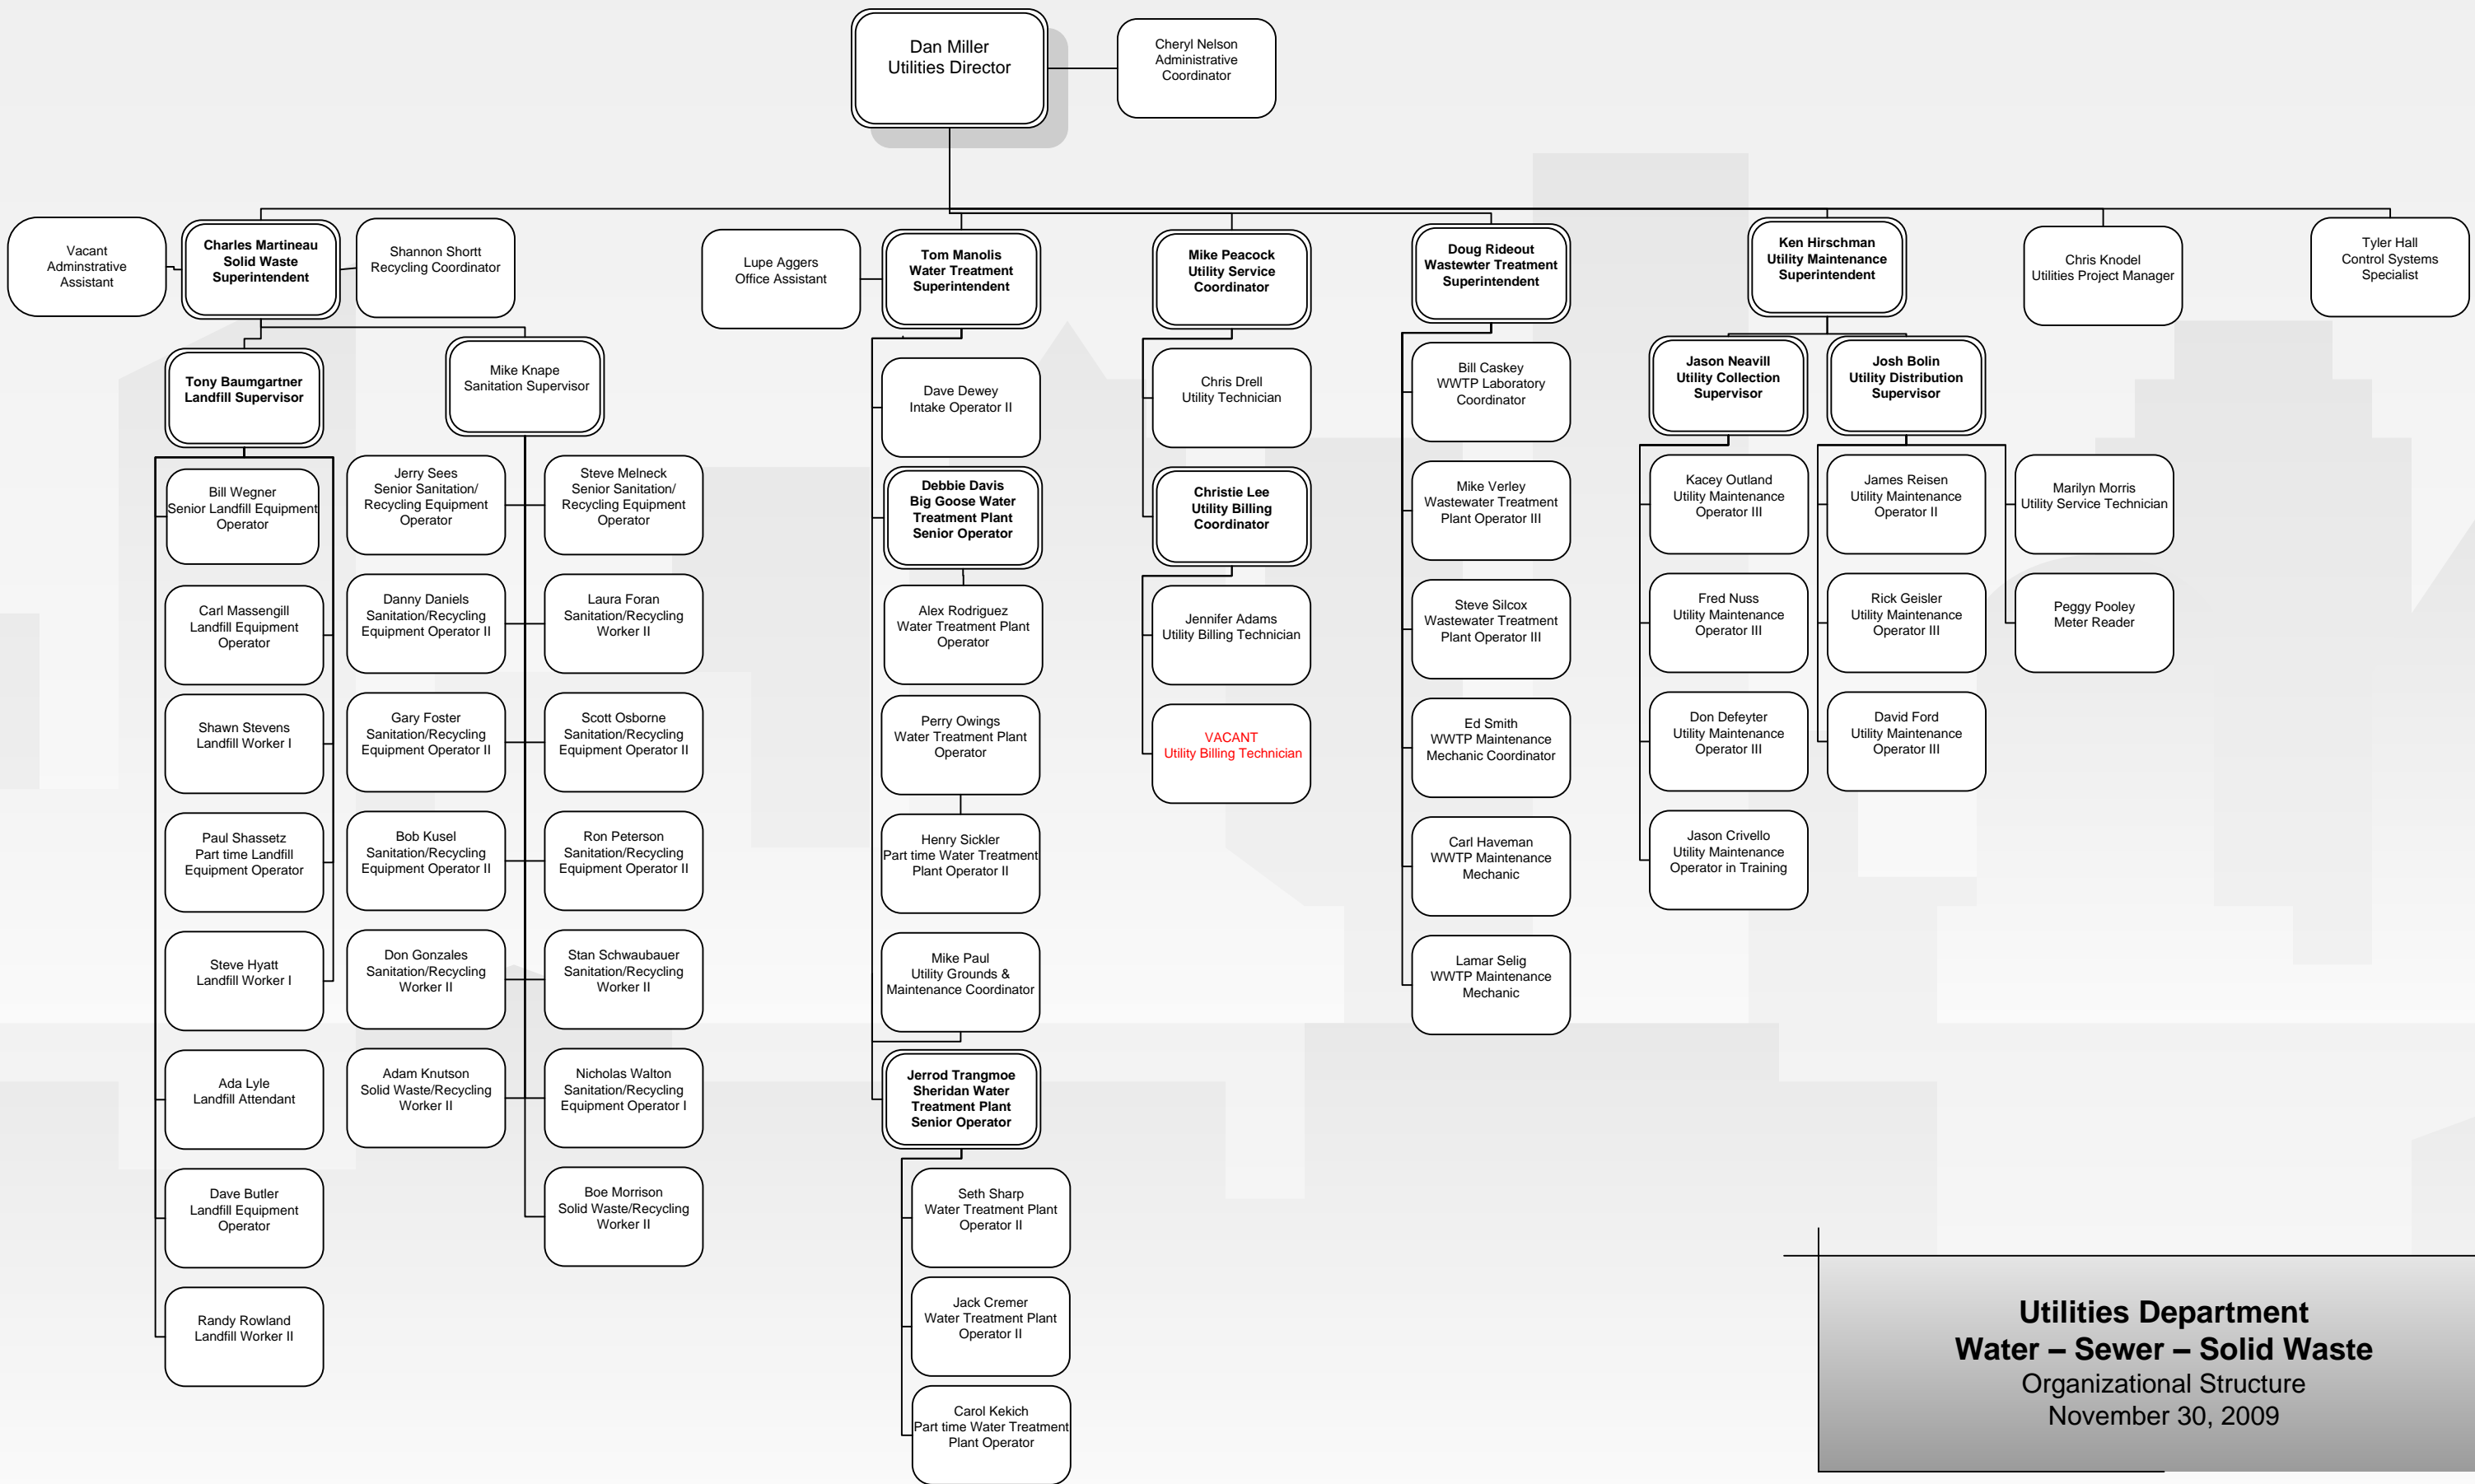 Dan Miller
Utilities Director
Cheryl Nelson
Administrative
Coordinator
Vacant
Adminstrative
Assistant
Charles Martineau
Solid Waste
Superintendent
Shannon Shortt
Recycling Coordinator
Lupe Aggers
Office Assistant
Tom Manolis
Water Treatment
Superintendent
Mike Peacock
Utility Service
Coordinator
Doug Rideout
Wastewter Treatment
Superintendent
Ken Hirschman
Utility Maintenance
Superintendent
Chris Knodel
Utilities Project Manager
Tyler Hall
Control Systems
Specialist
Tony Baumgartner
Landfill Supervisor
Mike Knape
Sanitation Supervisor
Bill Wegner
Senior Landfill Equipment
Operator
Carl Massengill
Landfill Equipment
Operator
Shawn Stevens
Landfill Worker I
Paul Shassetz
Part time Landfill
Equipment Operator
Steve Hyatt
Landfill Worker I
Ada Lyle
Landfill Attendant
Dave Butler
Landfill Equipment
Operator
Randy Rowland
Landfill Worker II
Jerry Sees
Senior Sanitation/
Recycling Equipment
Operator
Danny Daniels
Sanitation/Recycling
Equipment Operator II
Gary Foster
Sanitation/Recycling
Equipment Operator II
Bob Kusel
Sanitation/Recycling
Equipment Operator II
Don Gonzales
Sanitation/Recycling
Worker II
Adam Knutson
Solid Waste/Recycling
Worker II
Steve Melneck
Senior Sanitation/
Recycling Equipment
Operator
Laura Foran
Sanitation/Recycling
Worker II
Scott Osborne
Sanitation/Recycling
Equipment Operator II
Ron Peterson
Sanitation/Recycling
Equipment Operator II
Stan Schwaubauer
Sanitation/Recycling
Worker II
Nicholas Walton
Sanitation/Recycling
Equipment Operator I
Boe Morrison
Solid Waste/Recycling
Worker II
Dave Dewey
Intake Operator II
Debbie Davis
Big Goose Water
Treatment Plant
Senior Operator
Alex Rodriguez
Water Treatment Plant
Operator
Perry Owings
Water Treatment Plant
Operator
Henry Sickler
Part time Water Treatment
Plant Operator II
Mike Paul
Utility Grounds &
Maintenance Coordinator
Jerrod Trangmoe
Sheridan Water
Treatment Plant
Senior Operator
Seth Sharp
Water Treatment Plant
Operator II
Jack Cremer
Water Treatment Plant
Operator II
Carol Kekich
Part time Water Treatment
Plant Operator
Chris Drell
Utility Technician
Christie Lee
Utility Billing
Coordinator
Jennifer Adams
Utility Billing Technician
VACANT
Utility Billing Technician
Bill Caskey
WWTP Laboratory
Coordinator
Mike Verley
Wastewater Treatment
Plant Operator III
Steve Silcox
Wastewater Treatment
Plant Operator III
Ed Smith
WWTP Maintenance
Mechanic Coordinator
Carl Haveman
WWTP Maintenance
Mechanic
Lamar Selig
WWTP Maintenance
Mechanic
Jason Neavill
Utility Collection
Supervisor
Josh Bolin
Utility Distribution
Supervisor
Kacey Outland
Utility Maintenance
Operator III
Fred Nuss
Utility Maintenance
Operator III
Don Defeyter
Utility Maintenance
Operator III
Jason Crivello
Utility Maintenance
Operator in Training
James Reisen
Utility Maintenance
Operator II
Rick Geisler
Utility Maintenance
Operator III
David Ford
Utility Maintenance
Operator III
Marilyn Morris
Utility Service Technician
Peggy Pooley
Meter Reader
Utilities Department
Water – Sewer – Solid Waste
Organizational Structure
November 30, 2009